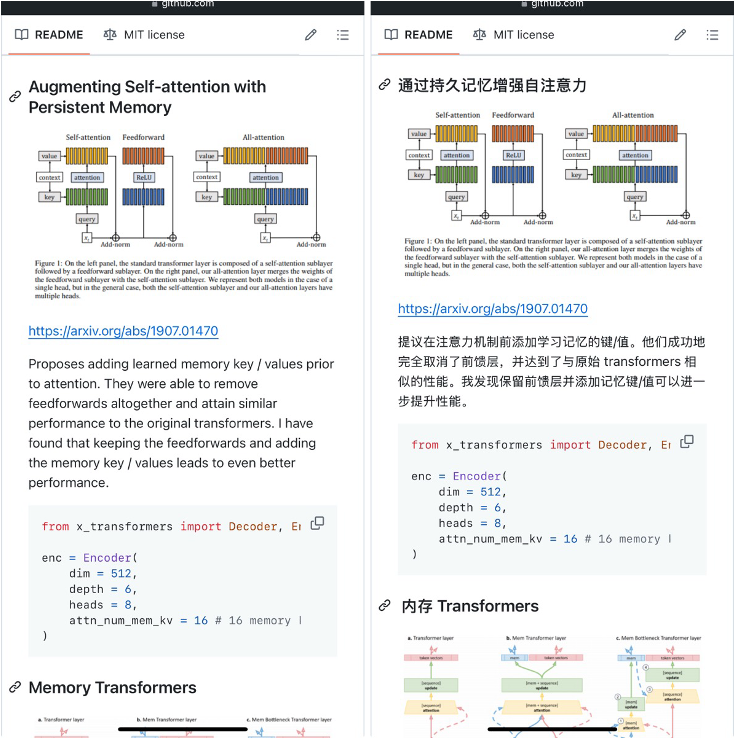 github.com
README
MIT license
Augmenting Self-attention with
Persistent Memory
Self-attention
Feedforward
All-attention
value
context
key
attention
ReLU
query
Add-norm
Add-norm
value
context
key
attention
query
Add-norm
Figure 1: On the left panel, the standard transformer layer is composed of a self-attention sublayer
followed by a feedforward sublayer. On the right panel, our all-attention layer merges the weights of
the feedforward sublayer with the self-attention sublayer. We represent both models in the case of a
single head, but in the general case, both the self-attention sublayer and our all-attention layers have
multiple heads.
https://arxiv.org/abs/1907.01470
Proposes adding learned memory key / values prior
to attention. They were able to remove
feedforwards altogether and attain similar
performance to the original transformers. I have
found that keeping the feedforwards and adding
the memory key / values leads to even better
performance.
from x_transformers import Decoder,
enc = Encoder(
dim = 512,
depth = 6,
heads = 8,
attn_num_mem_kv = 16 # 16 memory
)
Memory Transformers
a. Transformer layer
b. Mem Transformer layer
c. Mem Bottleneck Transformer layer
github.com
README
MIT license
通过持久记忆增强自注意力
Self-attention
Feedforward
All-attention
value
context
key
attention
ReLU
query
Add-norm
Add-norm
value
context
key
attention
query
Add-norm
Figure 1: On the left panel, the standard transformer layer is composed of a self-attention sublayer
followed by a feedforward sublayer. On the right panel, our all-attention layer merges the weights of
the feedforward sublayer with the self-attention sublayer. We represent both models in the case of a
single head, but in the general case, both the self-attention sublayer and our all-attention layers have
multiple heads.
https://arxiv.org/abs/1907.01470
提议在注意力机制前添加学习记忆的键/值。他们成功地
完全取消了前馈层，并达到了与原始 transformers 相
似的性能。我发现保留前馈层并添加记忆键/值可以进一
步提升性能。
from x_transformers import Decoder,
enc = Encoder(
dim = 512,
depth = 6,
heads = 8,
attn_num_mem_kv = 16 # 16 memory
)
内存 Transformers
a. Transformer layer
b. Mem Transformer layer
c. Mem Bottleneck Transformer layer
token vectors
mem
token vectors
mem
token vectors
[sequence]
update
[sequence]
attention
[mem + sequence]
update
[mem + sequence]
attention
[sequence]
update
[sequence]
attention
[mem]
update
[mem]
attention